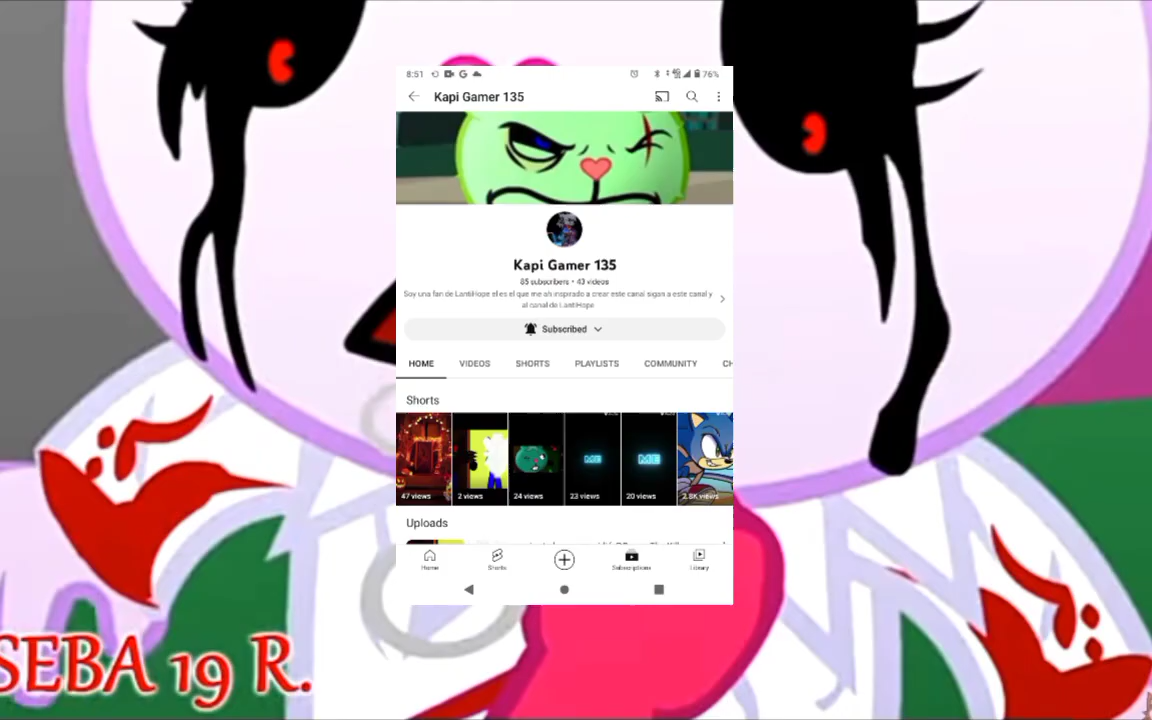 8:51
76%
Kapi Gamer 135
Kapi Gamer 135
85 subscribers • 43 videos
Soy una fan de LantiHope el es el que me ah inspirado a crear este canal sigan a este canal y
al canal de LantiHope
Subscribed
HOME VIDEOS SHORTS PLAYLISTS COMMUNITY CH
Shorts
ME ME
47 views 2 views 24 views 23 views 20 views 2.8K views
Uploads
Home Shorts Subscriptions Library
SEBA 19 R.